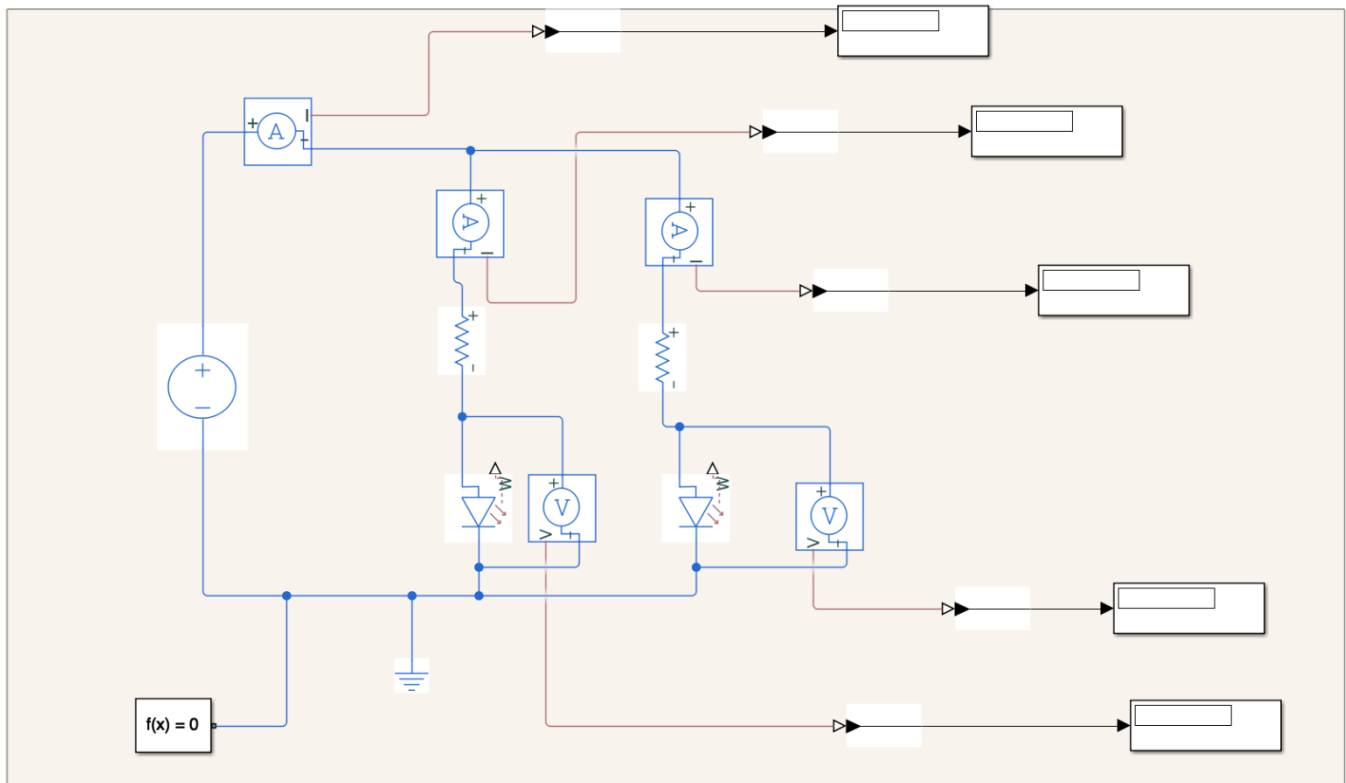 + A I -
+ A - I
+ A - I
+
-
+
-
+
-
W
+ V V -
W
+ V V -
f(x) = 0